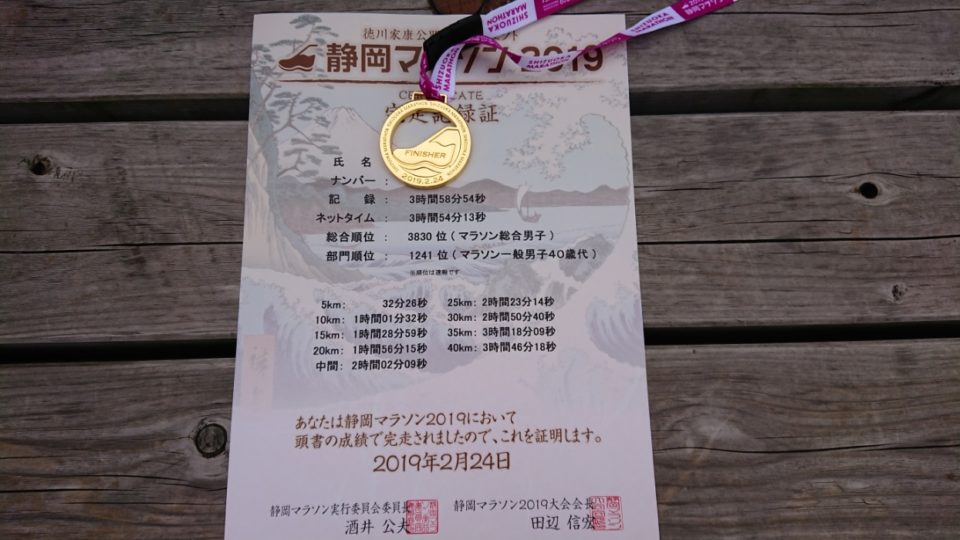 SHIZUOKA MARATHON
SHIZUOKA MARATHON
SHIZUOKA MARATHON
徳川家康公
静岡マラソン2019
完走記録証
FINISHER
2019.2.24
氏 名
ナンバー :
記 録 : 3時間58分54秒
ネットタイム : 3時間54分13秒
総合順位 : 3830 位 ( マラソン総合男子 )
部門順位 : 1241 位 ( マラソン一般男子40歳代 )
※順位は速報です
5km: 32分26秒 25km: 2時間23分14秒
10km: 1時間01分32秒 30km: 2時間50分40秒
15km: 1時間28分59秒 35km: 3時間18分09秒
20km: 1時間56分15秒 40km: 3時間46分18秒
中間: 2時間02分09秒
あなたは静岡マラソン2019において
頭書の成績で完走されましたので、これを証明します。
2019年2月24日
静岡マラソン実行委員会委員長 静岡マラソン2019大会会長
酒井 公夫 田辺 信宏